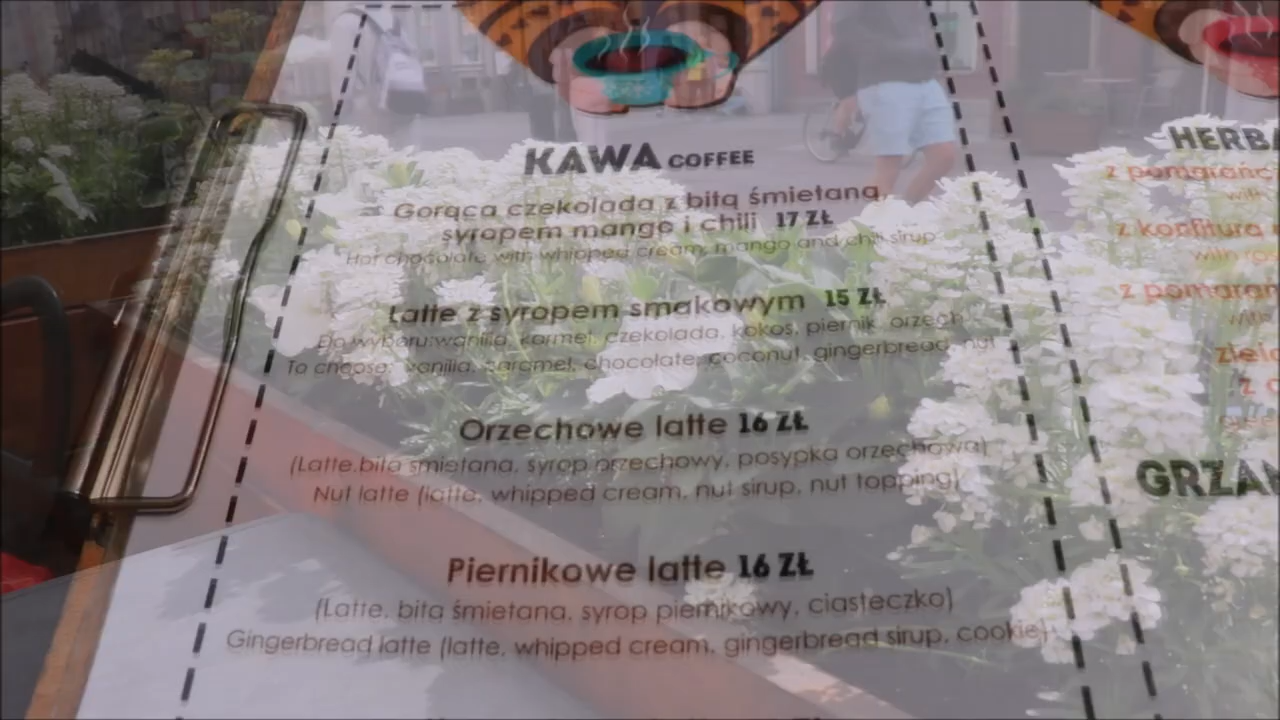 KAWA COFFEE
Gorąca czekolada z bitą śmietaną,
syropem mango i chili 17 ZŁ
Hot chocolate with whipped cream, mango and chili sirup
Latte z syropem smakowym 15 ZŁ
Do wyboru: wanilia, karmel, czekolada, kokos, piernik, orzech
To choose: vanilla, caramel, chocolate, coconut, gingerbread, nut
Orzechowe latte 16 ZŁ
(Latte, bita śmietana, syrop orzechowy, posypka orzechowa)
Nut latte (latte, whipped cream, nut sirup, nut topping)
Piernikowe latte 16 ZŁ
(Latte, bita śmietana, syrop piernikowy, ciasteczko)
Gingerbread latte (latte, whipped cream, gingerbread sirup, cookie)
HERBA
z pomarańc
z konfitura
z pomarań
GRZAN